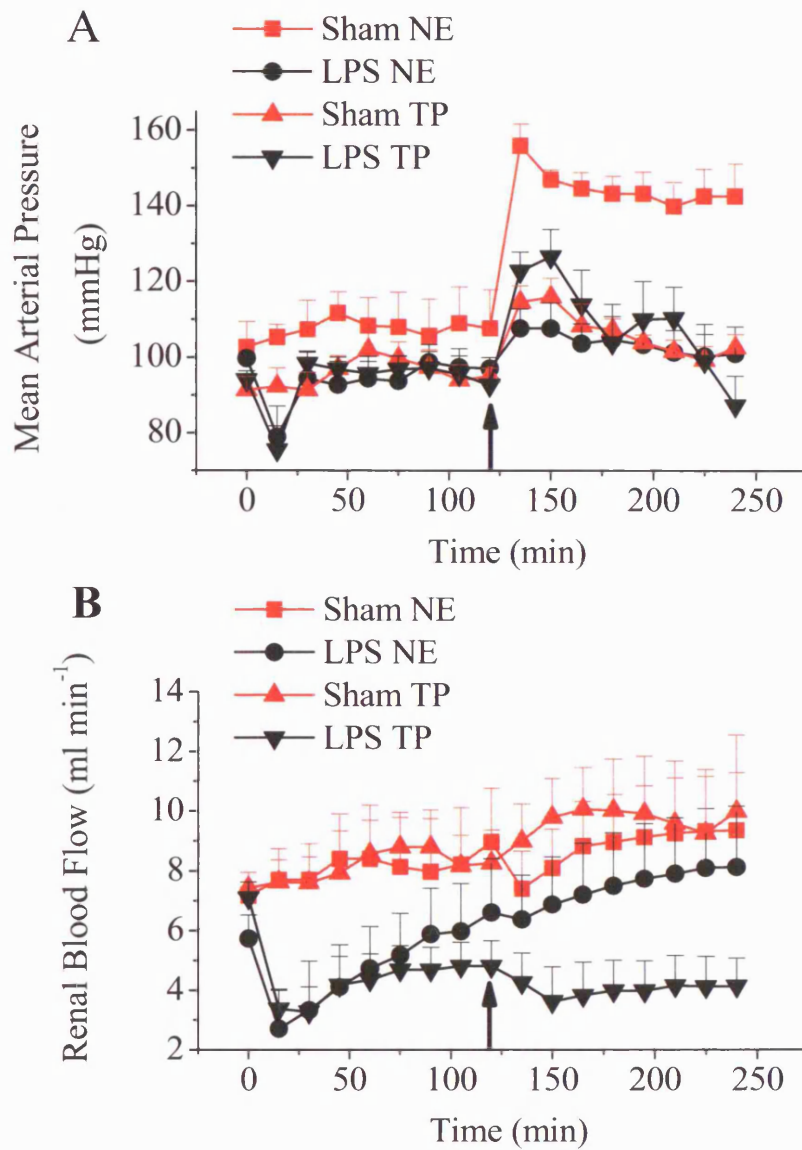 A
Sham NE
LPS NE
Sham TP
LPS TP
Mean Arterial Pressure
(mmHg)
160
140
120
100
80
0
50
100
150
200
250
Time (min)
B
Sham NE
LPS NE
Sham TP
LPS TP
Renal Blood Flow (ml min⁻¹)
14
12
10
8
6
4
2
0
50
100
150
200
250
Time (min)